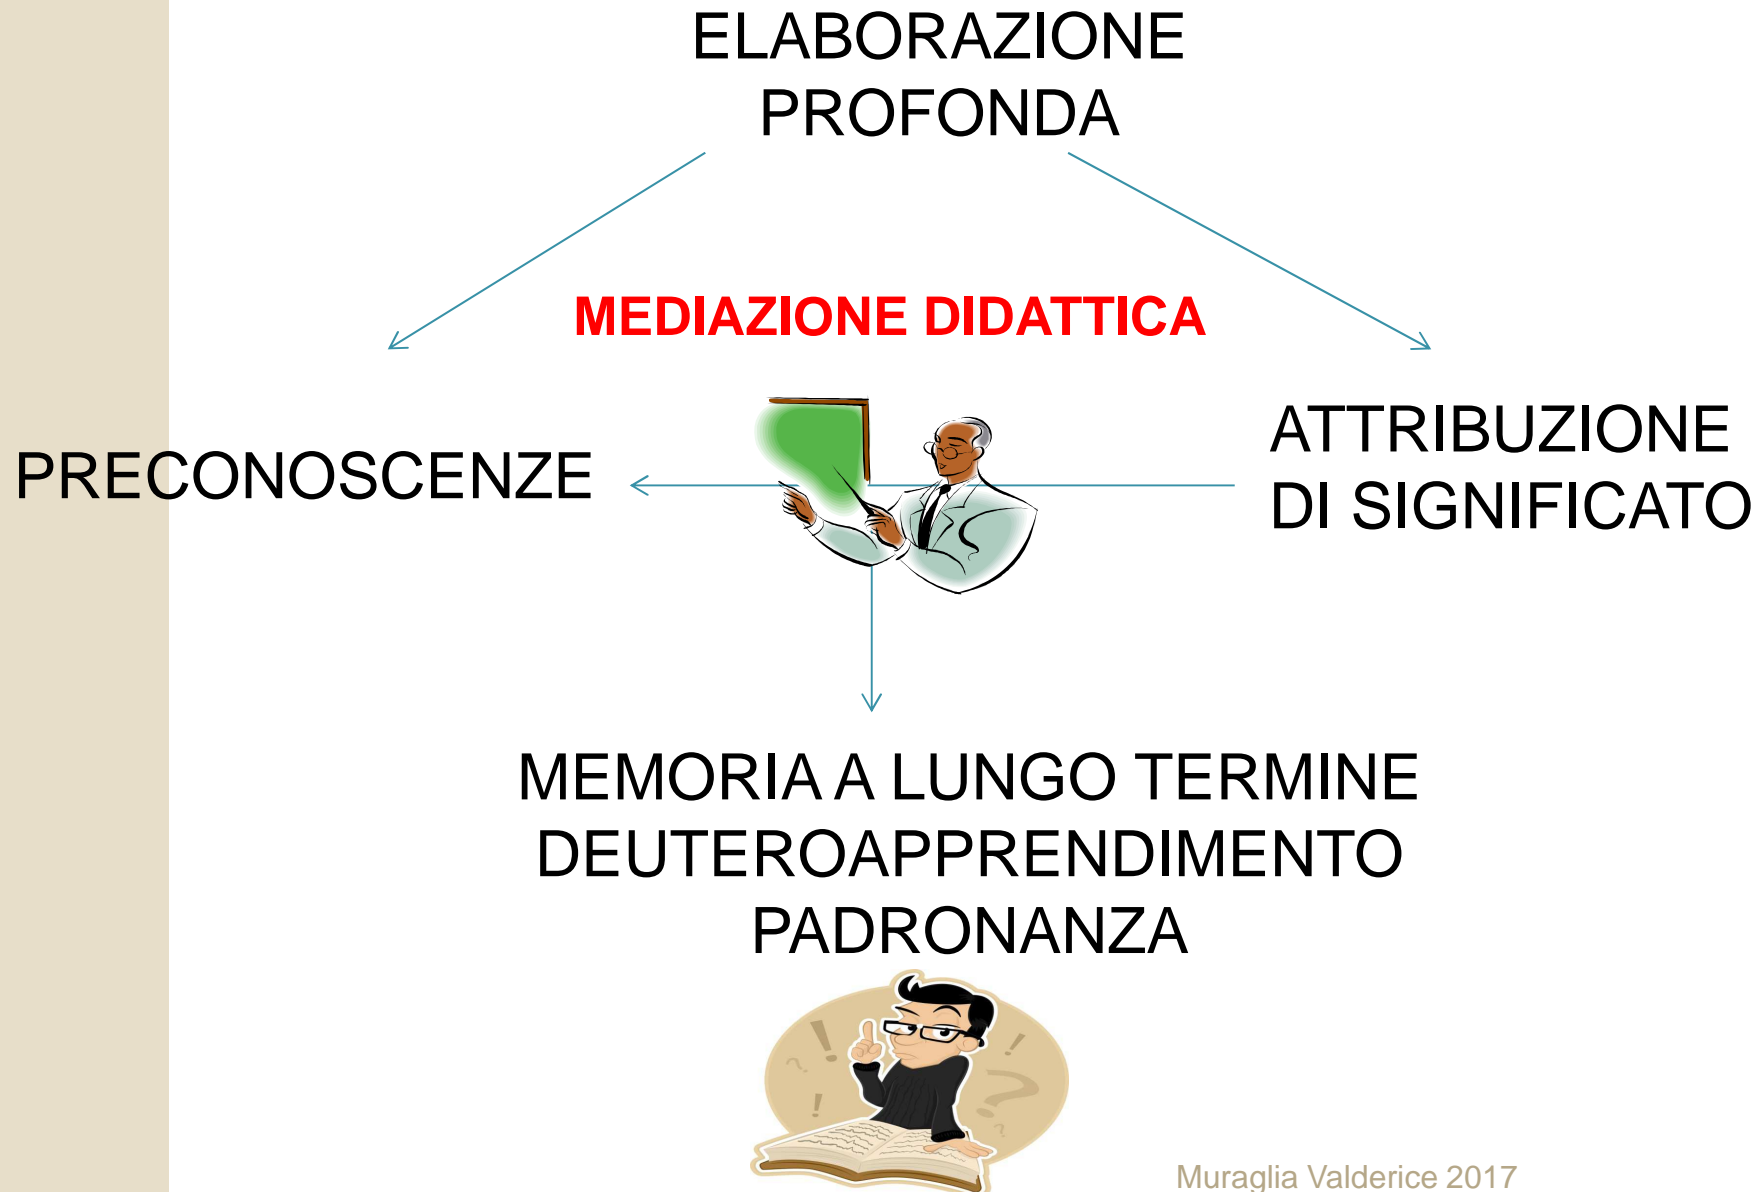 ELABORAZIONE
PROFONDA
MEDIAZIONE DIDATTICA
PRECONOSCENZE
ATTRIBUZIONE
DI SIGNIFICATO
MEMORIA A LUNGO TERMINE
DEUTEROAPPRENDIMENTO
PADRONANZA
Muraglia Valderice 2017